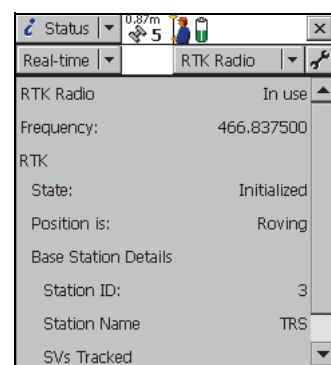 Status 0.87m 5
Real-time RTK Radio
RTK Radio In use
Frequency: 466.837500
RTK
State: Initialized
Position is: Roving
Base Station Details
Station ID: 3
Station Name TRS
SVs Tracked